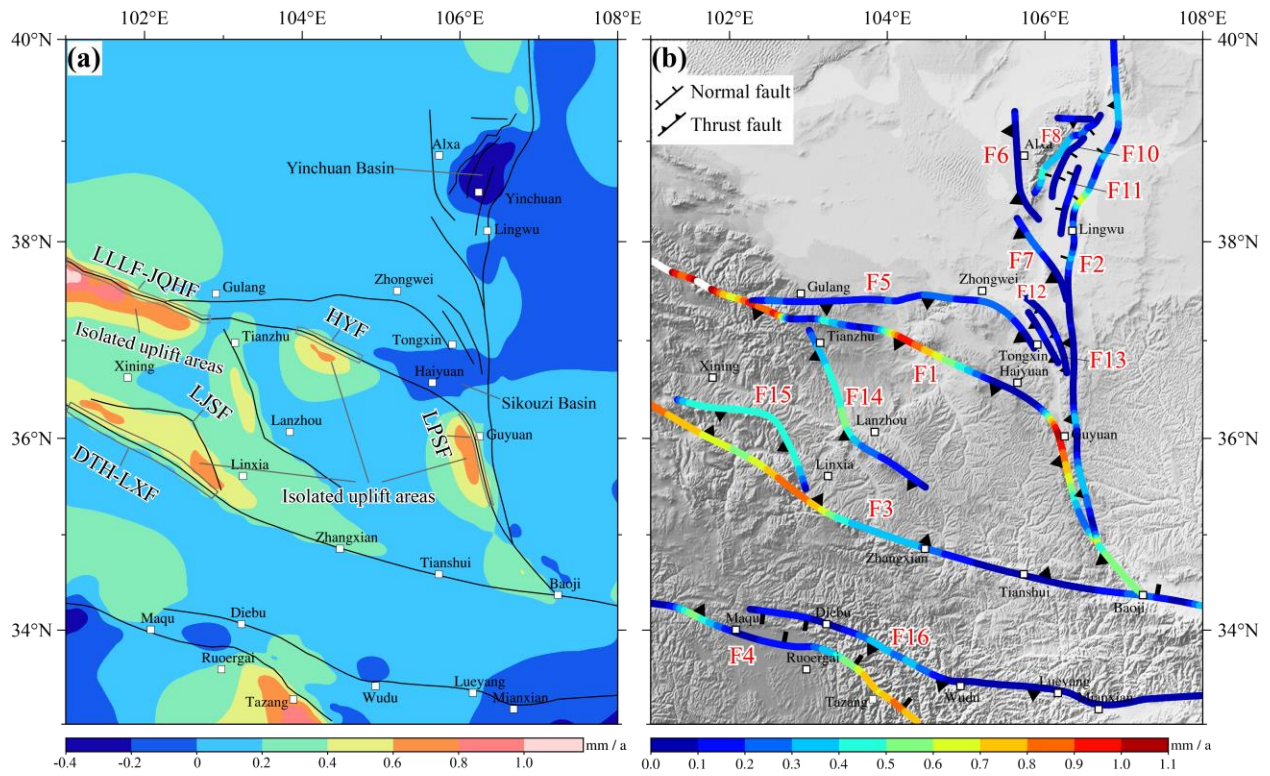 102°E 104°E 106°E 108°E
40°N
(a)
Alxa
Yinchuan Basin
Yinchuan
38°N
Lingwu
LLLF-JQHF
Gulang
Zhongwei
HYF
Isolated uplift areas
Tianzhu
Tongxin
Xining
Haiyuan
Sikouzi Basin
LJSF
LPSF
36°N
Lanzhou
Guyuan
DTH-LXF
Linxia
Isolated uplift areas
Zhangxian
Tianshui
Baoji
34°N
Maqu
Diebu
Ruoergai
Tazang
Wudu
Lueyang
Mianxian
-0.4 -0.2 0 0.2 0.4 0.6 0.8 1.0
mm / a
102°E 104°E 106°E 108°E
40°N
(b)
Normal fault
Thrust fault
F8
Alxa
F6
F10
F11
38°N
Lingwu
F7
F2
Gulang
F5
Zhongwei
F12
Tianzhu
Tongxin
F13
Xining
F1
Haiyuan
F15
F14
36°N
Lanzhou
Guyuan
Linxia
F3
Zhangxian
Tianshui
Baoji
34°N
Maqu
Diebu
F4
F16
Ruoergai
Tazang
Wudu
Lueyang
Mianxian
0.0 0.1 0.2 0.3 0.4 0.5 0.6 0.7 0.8 0.9 1.0 1.1
mm / a